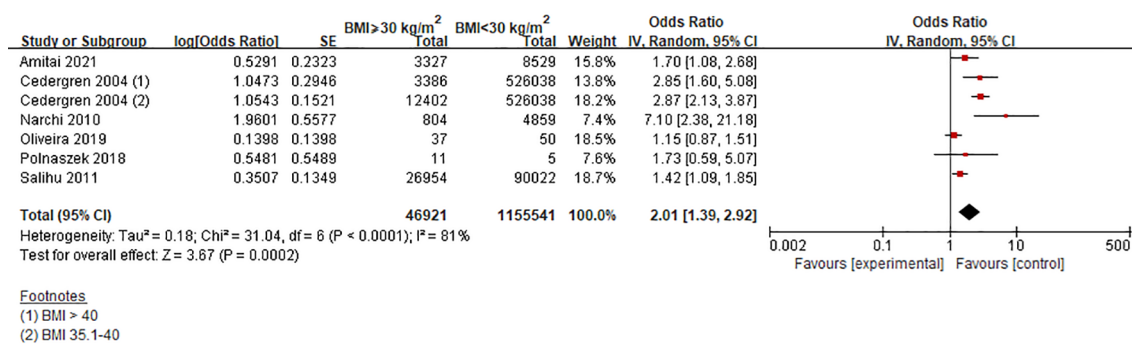 BMI⩾30 kg/m² BMI<30 kg/m² Odds Ratio Odds Ratio
Study or Subgroup log[Odds Ratio] SE Total Total Weight IV, Random, 95% CI IV, Random, 95% CI
Amitai 2021 0.5291 0.2323 3327 8529 15.8% 1.70 [1.08, 2.68]
Cedergren 2004 (1) 1.0473 0.2946 3386 526038 13.8% 2.85 [1.60, 5.08]
Cedergren 2004 (2) 1.0543 0.1521 12402 526038 18.2% 2.87 [2.13, 3.87]
Narchi 2010 1.9601 0.5577 804 4859 7.4% 7.10 [2.38, 21.18]
Oliveira 2019 0.1398 0.1398 37 50 18.5% 1.15 [0.87, 1.51]
Polnaszek 2018 0.5481 0.5489 11 5 7.6% 1.73 [0.59, 5.07]
Salihu 2011 0.3507 0.1349 26954 90022 18.7% 1.42 [1.09, 1.85]
Total (95% CI) 46921 1155541 100.0% 2.01 [1.39, 2.92]
Heterogeneity: Tau² = 0.18; Chi² = 31.04, df = 6 (P < 0.0001); I² = 81%
Test for overall effect: Z = 3.67 (P = 0.0002)
0.002 0.1 1 10 500
Favours [experimental] Favours [control]
Footnotes
(1) BMI > 40
(2) BMI 35.1-40